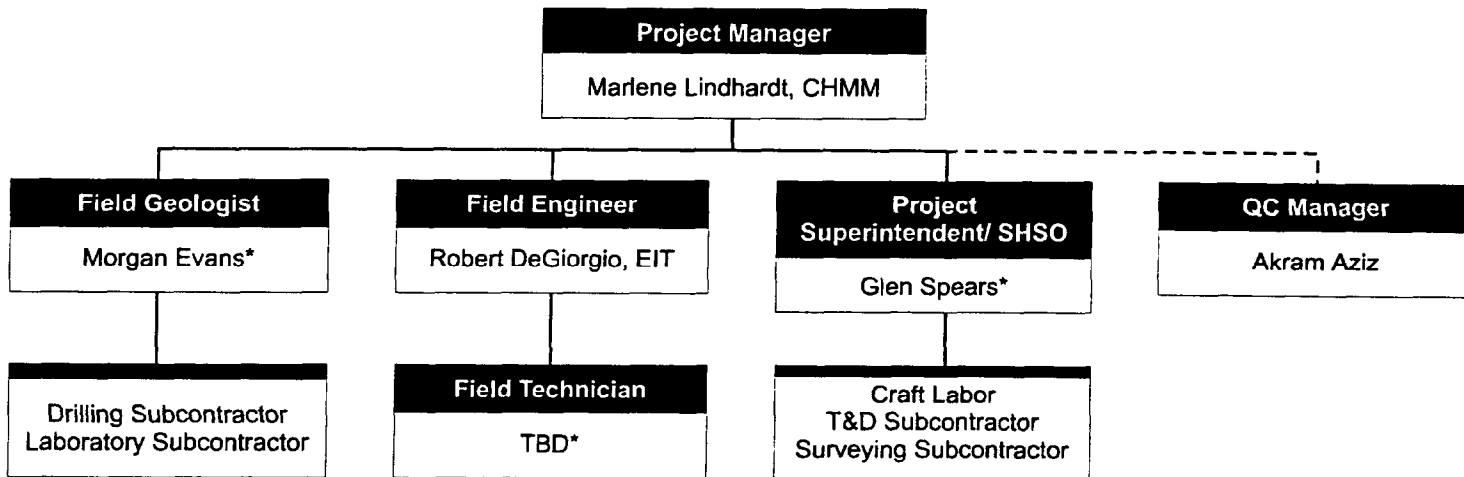 Project Manager
Marlene Lindhardt, CHMM
Field Geologist
Morgan Evans*
Field Engineer
Robert DeGiorgio, EIT
Project
Superintendent/ SHSO
Glen Spears*
QC Manager
Akram Aziz
Drilling Subcontractor
Laboratory Subcontractor
Field Technician
TBD*
Craft Labor
T&D Subcontractor
Surveying Subcontractor